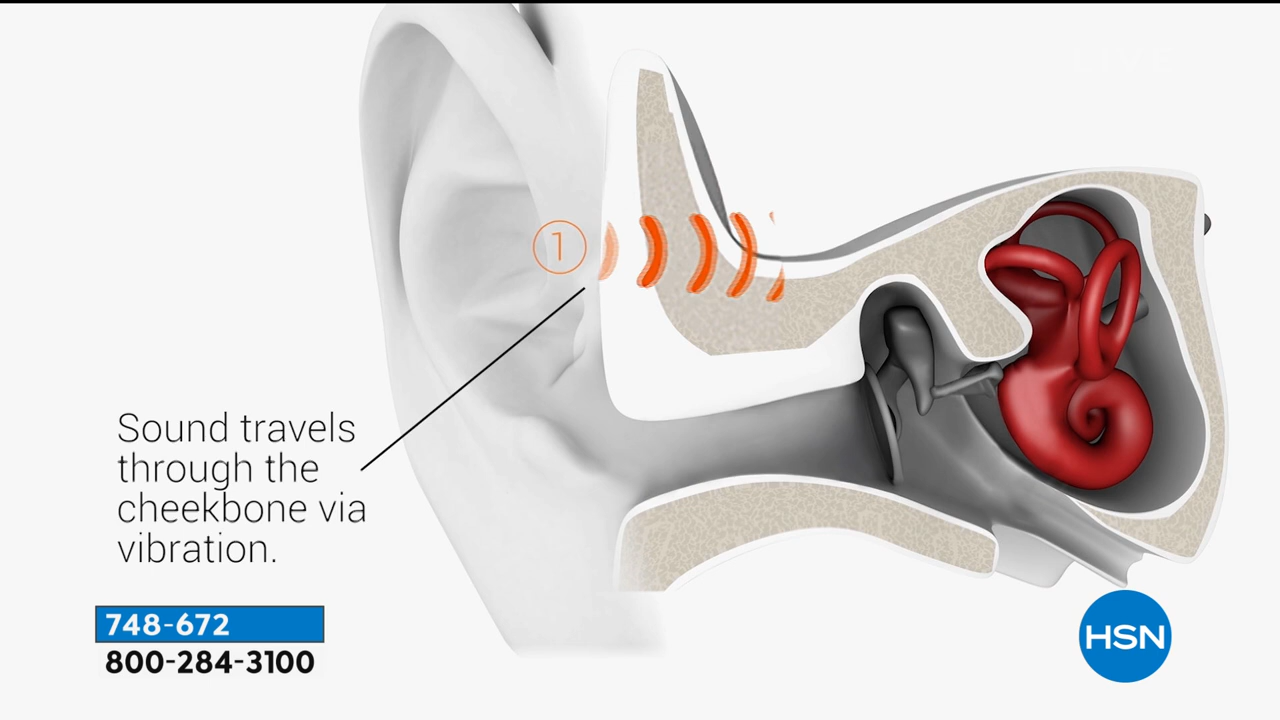 1
Sound travels
through the
cheekbone via
vibration.
748-672
800-284-3100
HSN